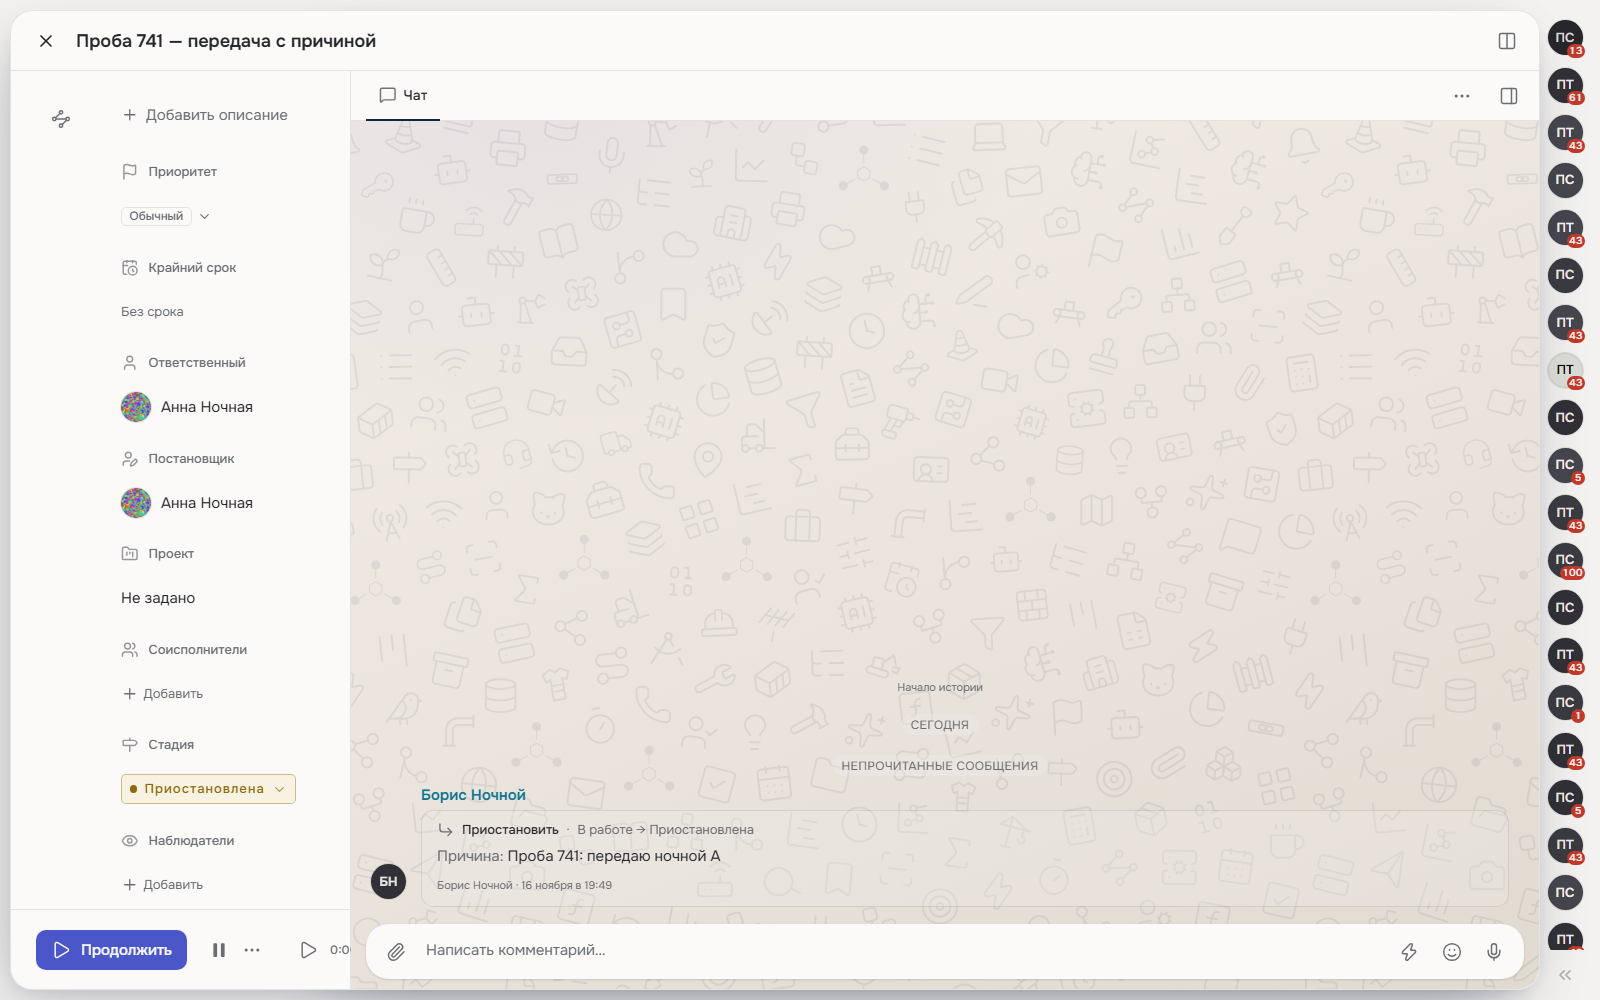 Проба 741 — передача с причиной
Добавить описание
Приоритет
Обычный
Крайний срок
Без срока
Ответственный
Анна Ночная
Постановщик
Анна Ночная
Проект
Не задано
Соисполнители
Добавить
Стадия
Приостановлена
Наблюдатели
Добавить
Продолжить
Чат
Начало истории
СЕГОДНЯ
НЕПРОЧИТАННЫЕ СООБЩЕНИЯ
Борис Ночной
Приостановить · В работе → Приостановлена
Причина: Проба 741: передаю ночной А
Борис Ночной · 16 ноября в 19:49
БН
Написать комментарий...
ПС 13
ПТ 61
ПТ 43
ПС
ПТ 43
ПС
ПТ 43
ПТ 43
ПС
ПС 5
ПТ 43
ПС 100
ПС
ПТ 43
ПС 1
ПТ 43
ПС 5
ПТ 43
ПС
ПТ